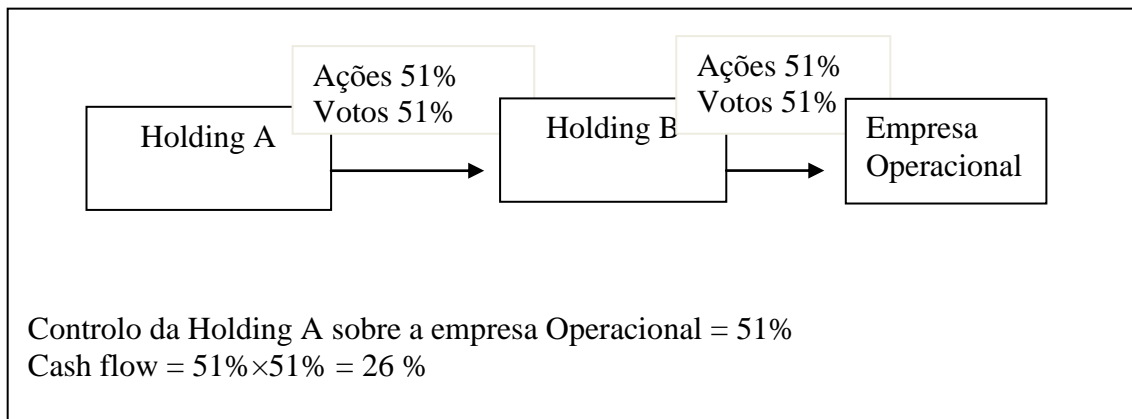 Ações 51%
Votos 51%
Ações 51%
Votos 51%
Holding A
Holding B
Empresa
Operacional
Controlo da Holding A sobre a empresa Operacional = 51%
Cash flow = 51%×51% = 26 %